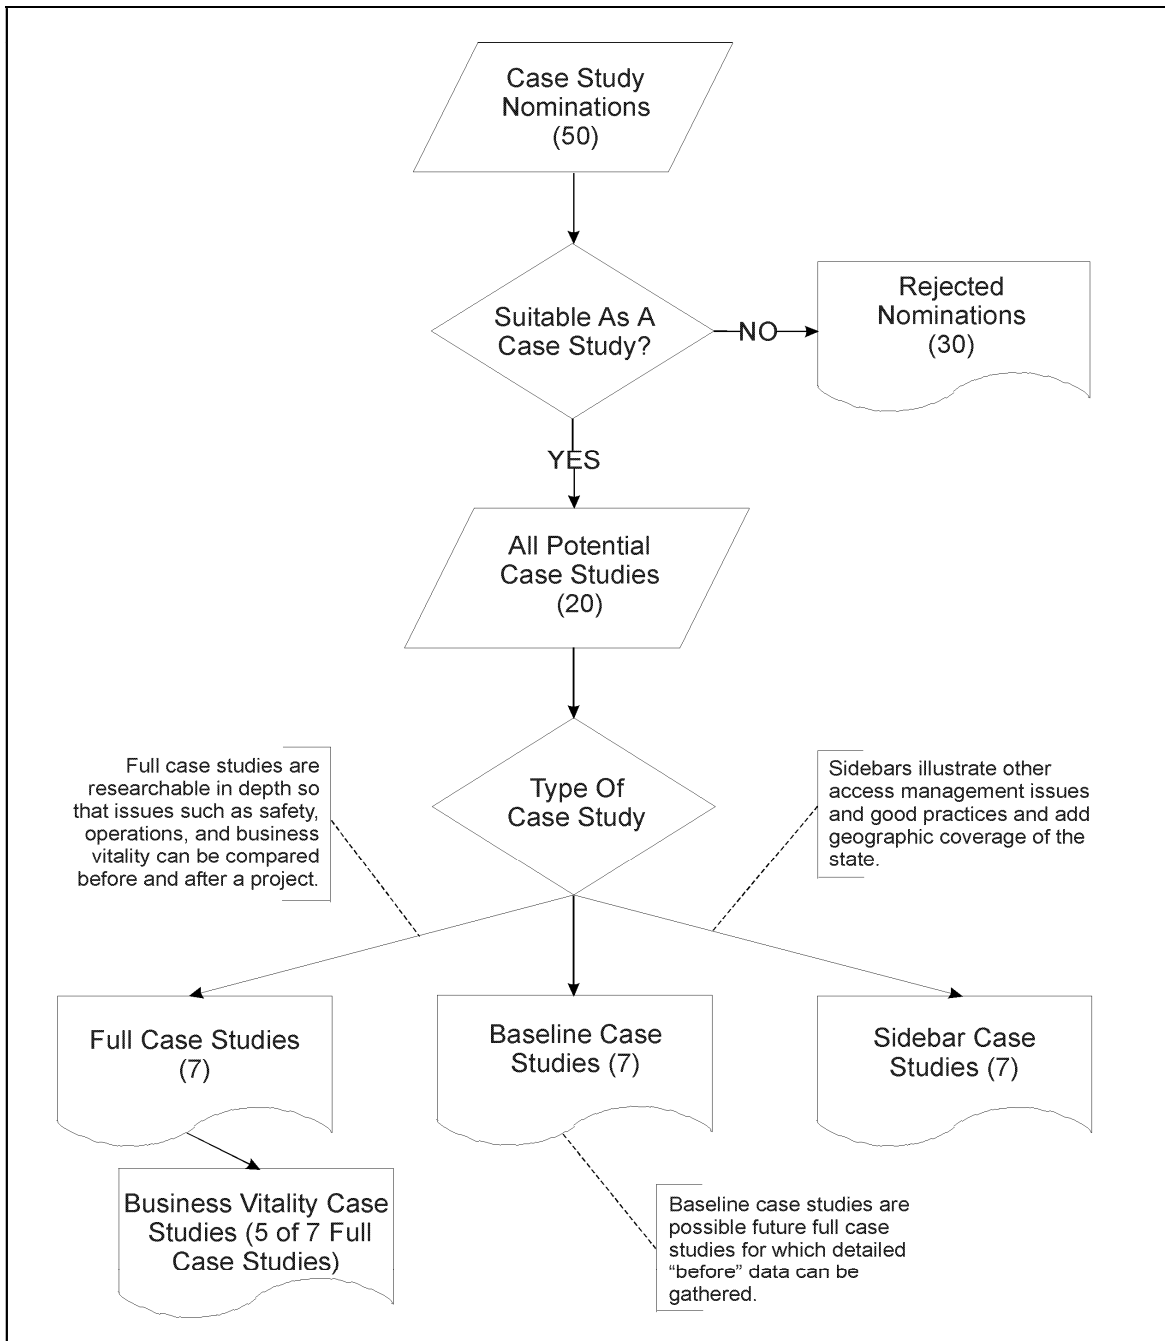 Case Study
Nominations
(50)
Suitable As A
Case Study?
NO
Rejected
Nominations
(30)
YES
All Potential
Case Studies
(20)
Type Of
Case Study
Full case studies are
researchable in depth so
that issues such as safety,
operations, and business
vitality can be compared
before and after a project.
Sidebars illustrate other
access management issues
and good practices and add
geographic coverage of the
state.
Full Case Studies
(7)
Baseline Case
Studies (7)
Sidebar Case
Studies (7)
Business Vitality Case
Studies (5 of 7 Full
Case Studies)
Baseline case studies are
possible future full case
studies for which detailed
“before” data can be
gathered.